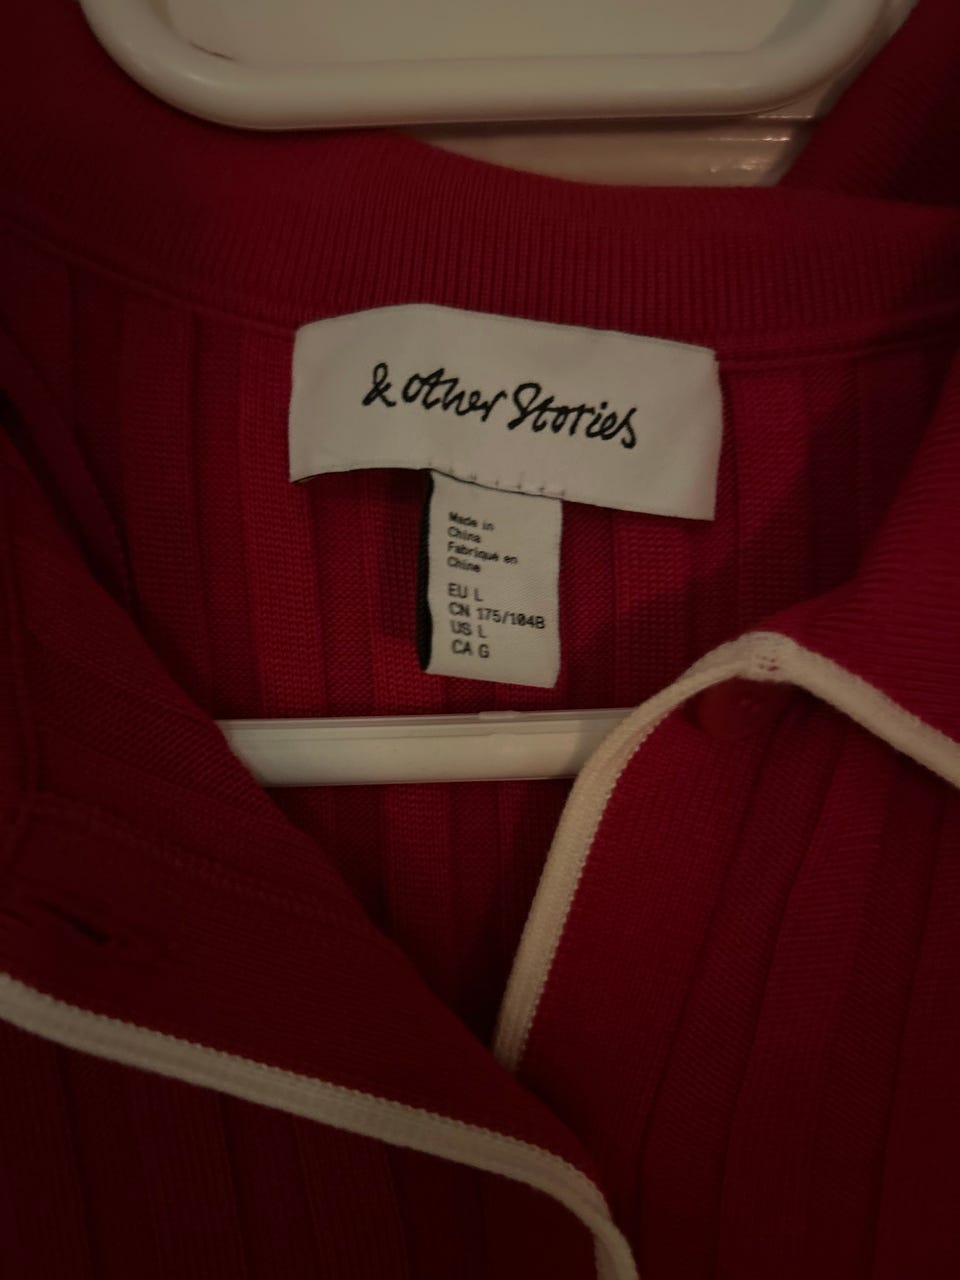 & other Stories
Made in
China
Fabriqué en
Chine
EU L
CN 175/104B
US L
CA G